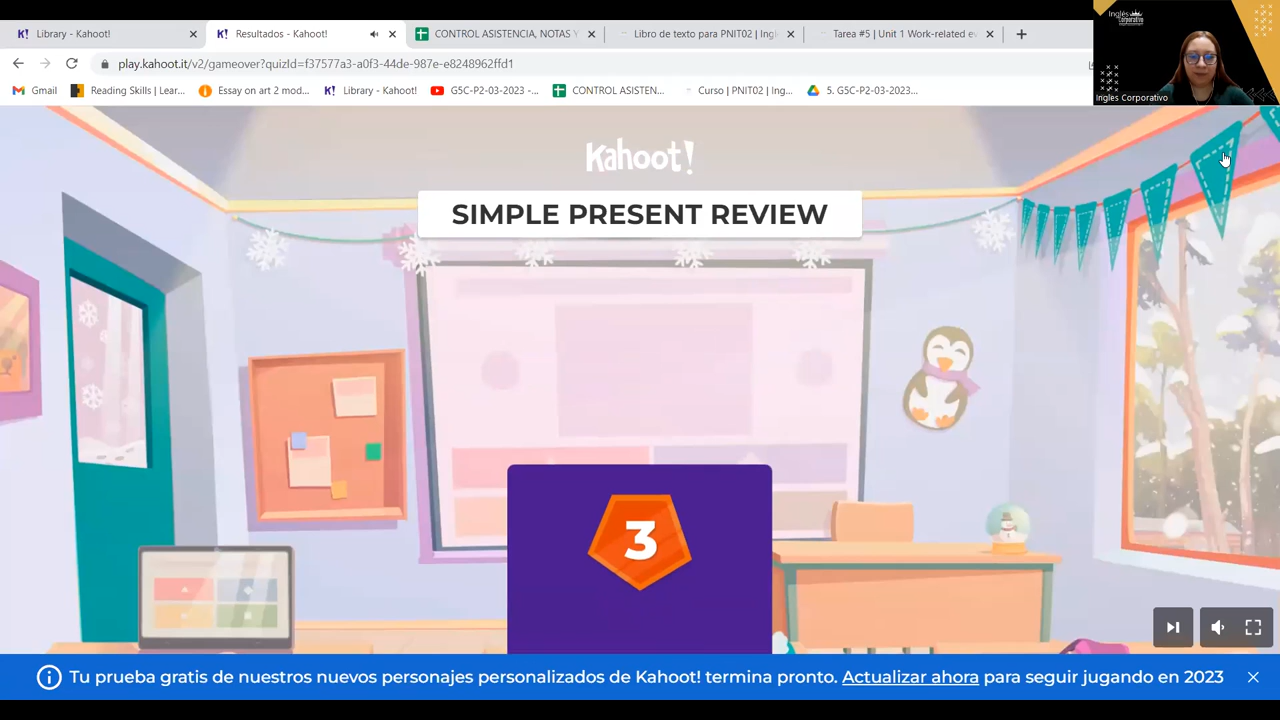 Library - Kahoot!
Resultados - Kahoot!
CONTROL ASISTENCIA, NOTAS Y
Libro de texto para PNIT02 | Ingl
Tarea #5 | Unit 1 Work-related e
play.kahoot.it/v2/gameover?quizId=f37577a3-a0f3-44de-987e-e8248962ffd1
Gmail
Reading Skills | Lear...
Essay on art 2 mod...
Library - Kahoot!
G5C-P2-03-2023 -...
CONTROL ASISTEN...
Curso | PNIT02 | Ing...
5. G5C-P2-03-2023...
Inglés
Corporativo
Ingles Corporativo
Kahoot!
SIMPLE PRESENT REVIEW
3
Tu prueba gratis de nuestros nuevos personajes personalizados de Kahoot! termina pronto. Actualizar ahora para seguir jugando en 2023